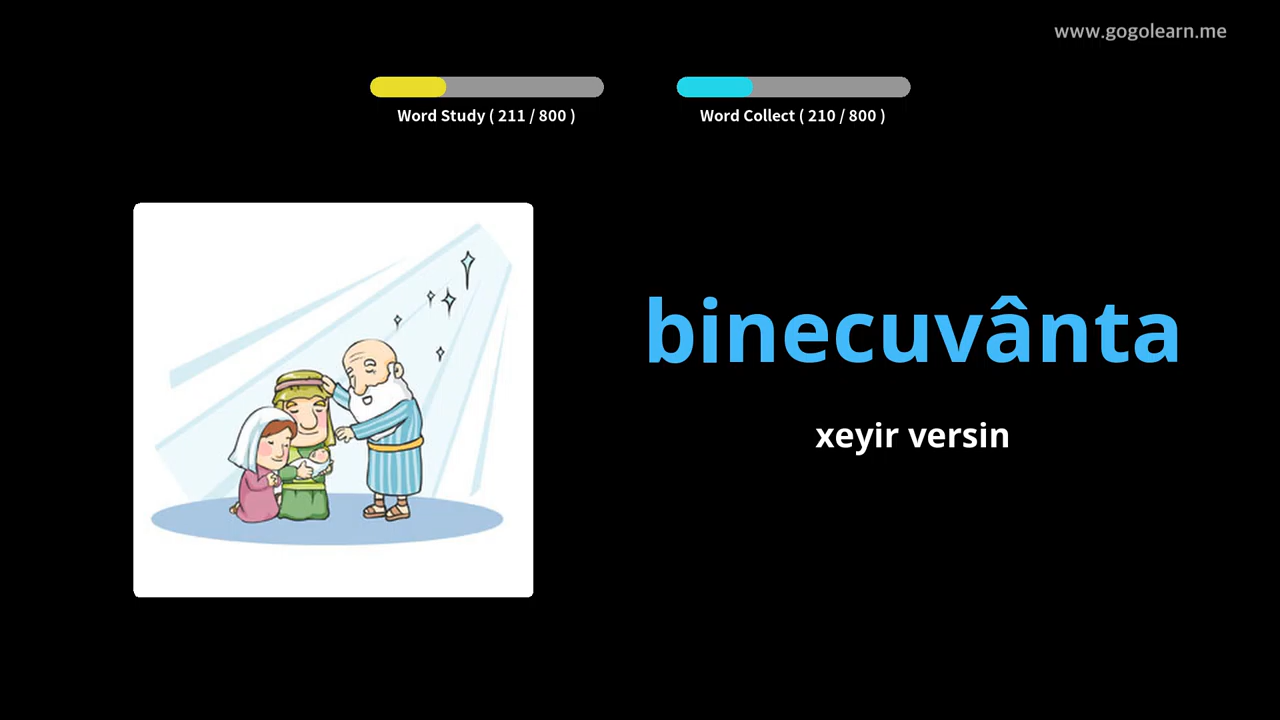 www.gogolearn.me
Word Study ( 211 / 800 )
Word Collect ( 210 / 800 )
binecuvânta
xeyir versin